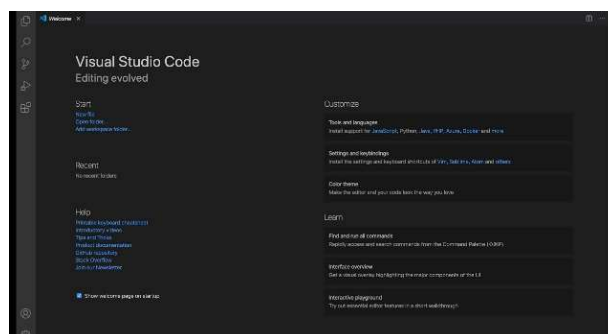 Welcome
Visual Studio Code
Editing evolved
Start
New file
Open folder...
Add workspace folder...
Recent
No recent folders
Help
Printable keyboard cheatsheet
Introductory videos
Tips and Tricks
Product documentation
GitHub repository
Stack Overflow
Join our Newsletter
Show welcome page on startup
Customize
Tools and languages
Install support for JavaScript, Python, Java, PHP, Azure, Docker and more
Settings and keybindings
Install the settings and keyboard shortcuts of Vim, Sublime, Atom and others
Color theme
Make the editor and your code look the way you love
Learn
Find and run all commands
Rapidly access and search commands from the Command Palette (⇧⌘P)
Interface overview
Get a visual overlay highlighting the major components of the UI
Interactive playground
Try out essential editor features in a short walkthrough